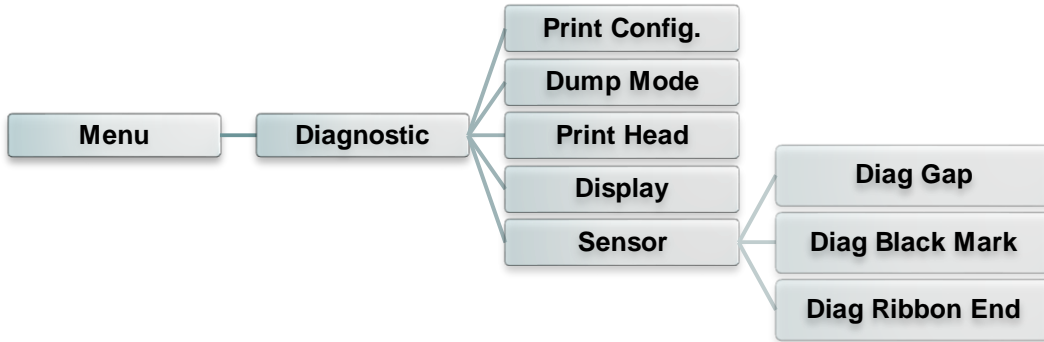 Menu
Diagnostic
Print Config.
Dump Mode
Print Head
Display
Sensor
Diag Gap
Diag Black Mark
Diag Ribbon End